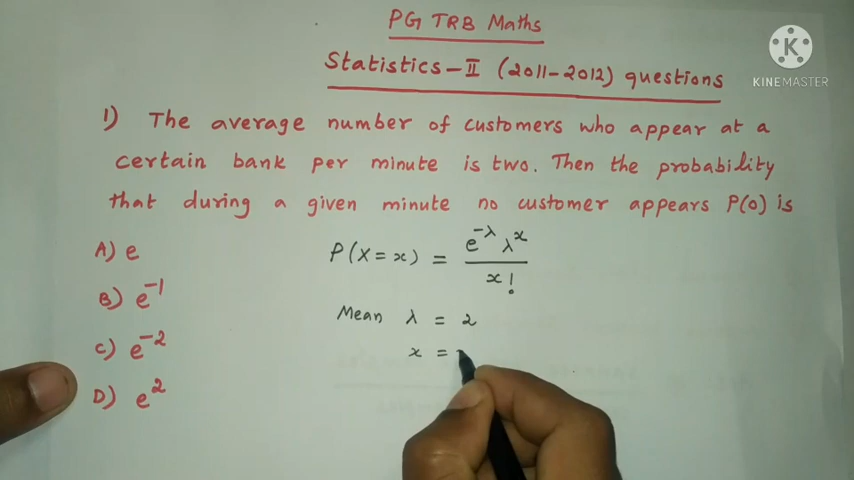 PG TRB Maths
Statistics-II (2011-2012) questions
K
KINEMASTER
1) The average number of customers who appear at a
certain bank per minute is two. Then the probability
that during a given minute no customer appears P(0) is
A) e
B) e^{-1}
C) e^{-2}
D) e^{2}
P(X=x) = \frac{e^{-λ} λ^{x}}{x!}
Mean λ = 2
x =